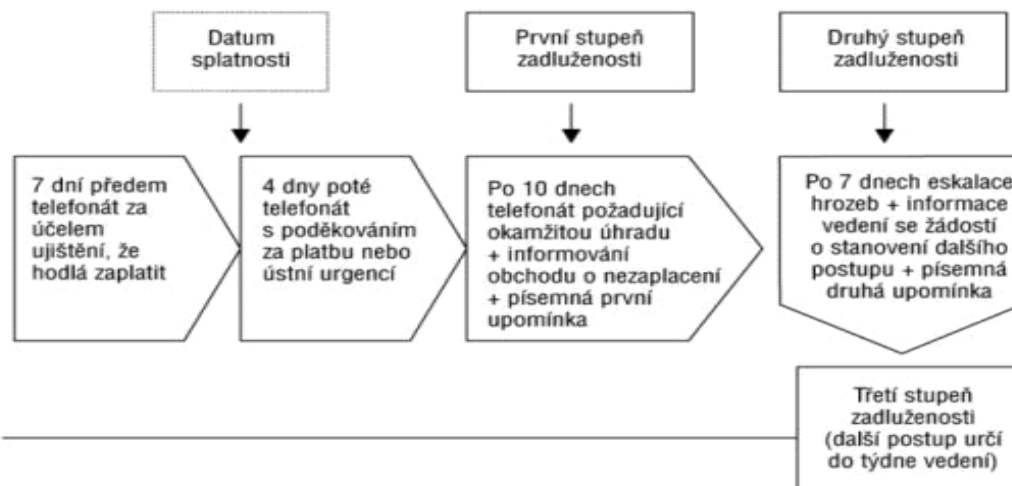 Datum
splatnosti
První stupeň
zadluženosti
Druhý stupeň
zadluženosti
7 dní předem
telefonát za
účelem
ujištění, že
hodlá zaplatit
4 dny poté
telefonát
s poděkováním
za platbu nebo
ústní urgencí
Po 10 dnech
telefonát požadující
okamžitou úhradu
+ informování
obchodu o nezaplacení
+ písemná první
upomínka
Po 7 dnech eskalace
hrozeb + informace
vedení se žádostí
o stanovení dalšího
postupu + písemná
druhá upomínka
Třetí stupeň
zadluženosti
(další postup určí
do týdne vedení)